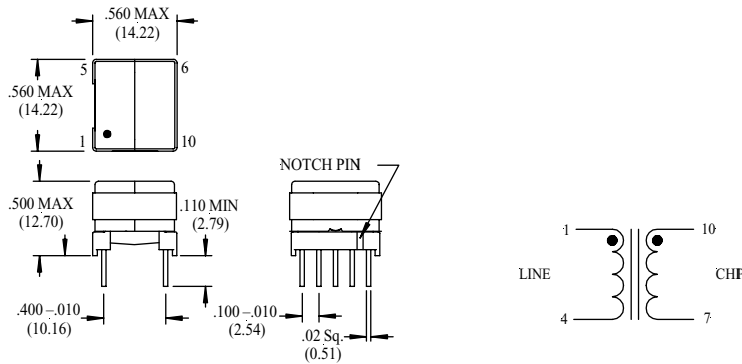 .560 MAX
(14.22)
5
6
.560 MAX
(14.22)
1
10
NOTCH PIN
.500 MAX
(12.70)
.110 MIN
(2.79)
1
10
LINE
CHIP
4
7
.400 –.010
(10.16)
.100 –.010
(2.54)
.02 Sq.
(0.51)